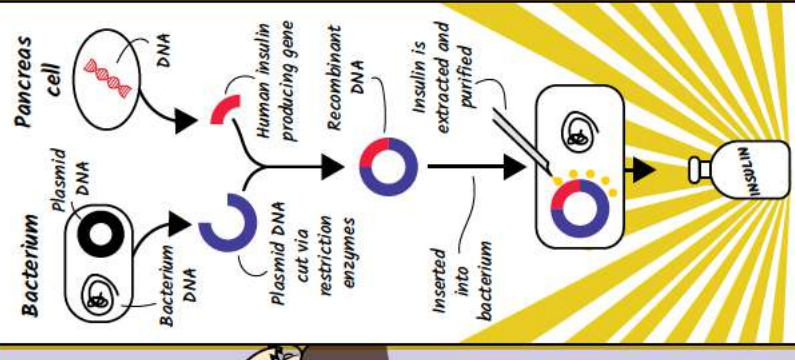 Bacterium
Pancreas
cell
Plasmid
DNA
DNA
Bacterium
DNA
Plasmid DNA
cut via
restriction
enzymes
Human insulin
producing gene
Recombinant
DNA
Inserted
into
bacterium
Insulin is
extracted and
purified
INSULIN